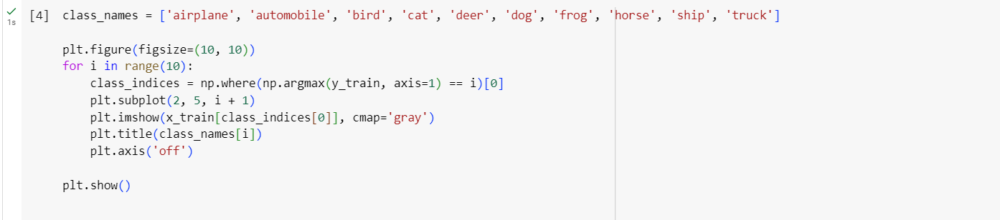 [4] class_names = ['airplane', 'automobile', 'bird', 'cat', 'deer', 'dog', 'frog', 'horse', 'ship', 'truck']
1s
plt.figure(figsize=(10, 10))
for i in range(10):
    class_indices = np.where(np.argmax(y_train, axis=1) == i)[0]
    plt.subplot(2, 5, i + 1)
    plt.imshow(x_train[class_indices[0]], cmap='gray')
    plt.title(class_names[i])
    plt.axis('off')
plt.show()